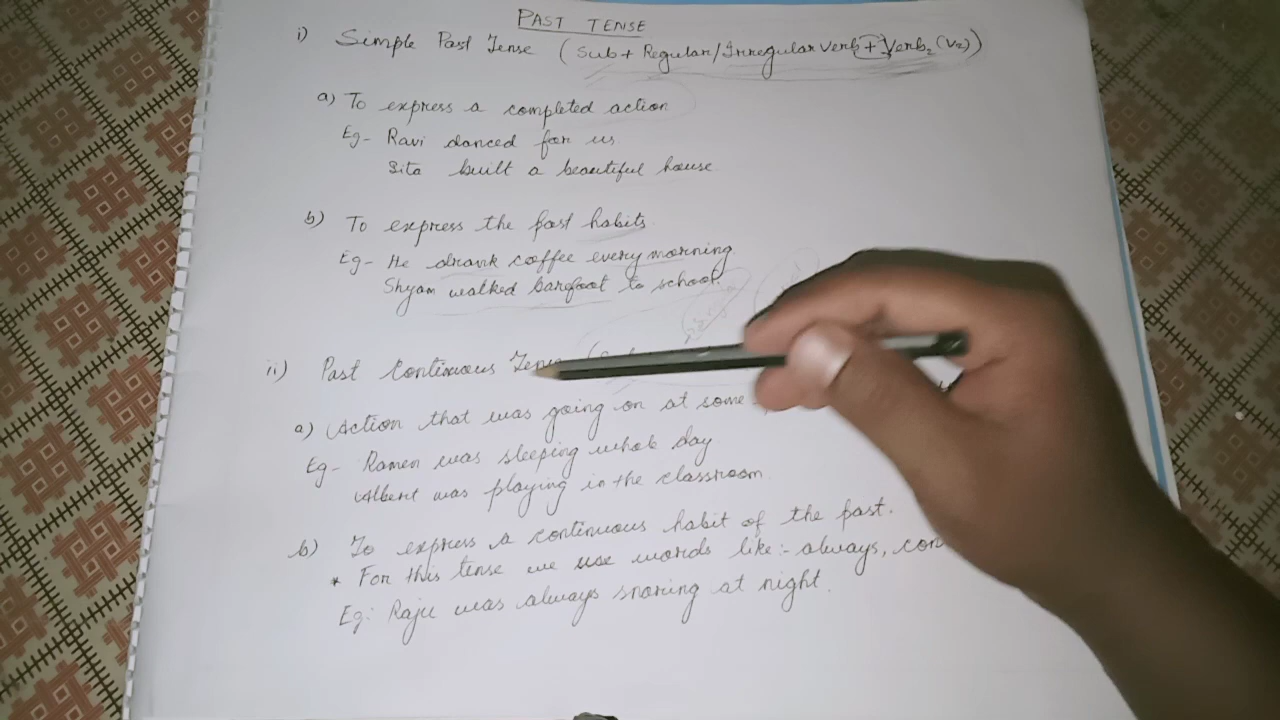 PAST TENSE
i) Simple Past Tense (Sub + Regular/Irregular Verb + Verb₂ (V₂))
a) To express a completed action
Eg- Ravi danced for us.
Sita built a beautiful house.
b) To express the past habits.
Eg- He drank coffee every morning
Shyam walked barefoot to school.
ii) Past Continuous Tense
a) Action that was going on at some
Eg- Ramen was sleeping whole day
Albert was playing in the classroom
b) To express a continuous habit of the past.
* For this tense we use words like:- always,
Eg: Raju was always snoring at night.